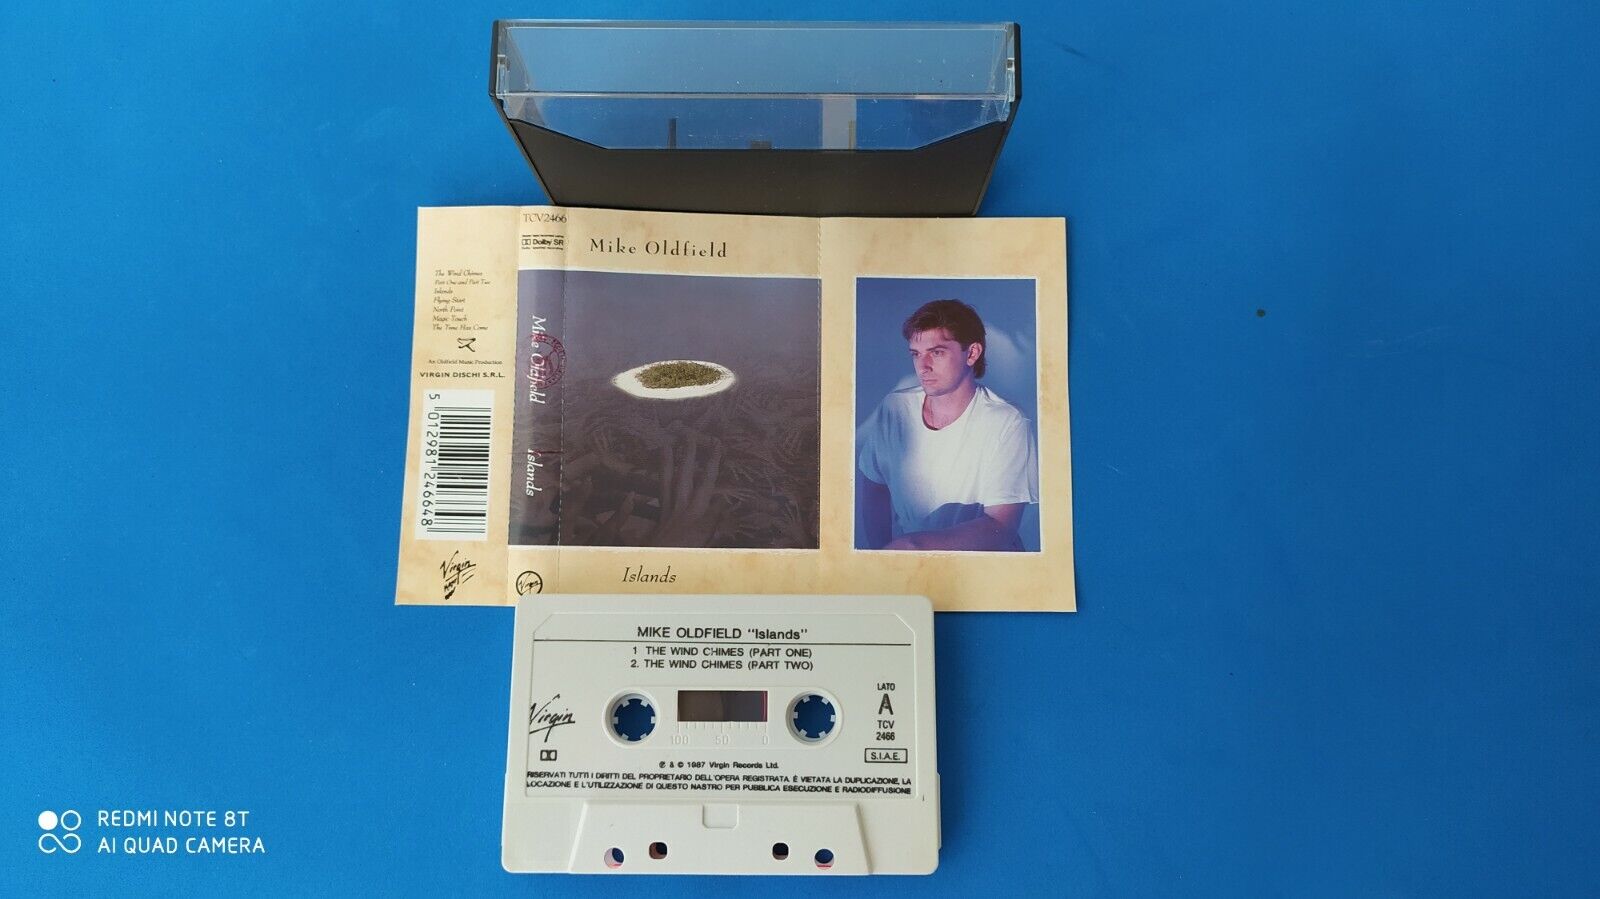 TCV2466
Dolby SR
Mike Oldfield
The Wind Chimes
Part One and Part Two
Islands
Flying Start
North Point
Magic Touch
The Time Has Come
An Oldfield Music Production
VIRGIN DISCHI S.R.L.
5 012981 246648
Virgin
Mike Oldfield Islands
Virgin
Islands
MIKE OLDFIELD "Islands"
1 THE WIND CHIMES (PART ONE)
2. THE WIND CHIMES (PART TWO)
Virgin
LATO
A
TCV
2466
100 50 0
S.I.A.E.
℗ & © 1987 Virgin Records Ltd.
RISERVATI TUTTI I DIRITTI DEL PROPRIETARIO DELL'OPERA REGISTRATA. È VIETATA LA DUPLICAZIONE, LA
LOCAZIONE E L'UTILIZZAZIONE DI QUESTO NASTRO PER PUBBLICA ESECUZIONE E RADIODIFFUSIONE
REDMI NOTE 8T
AI QUAD CAMERA